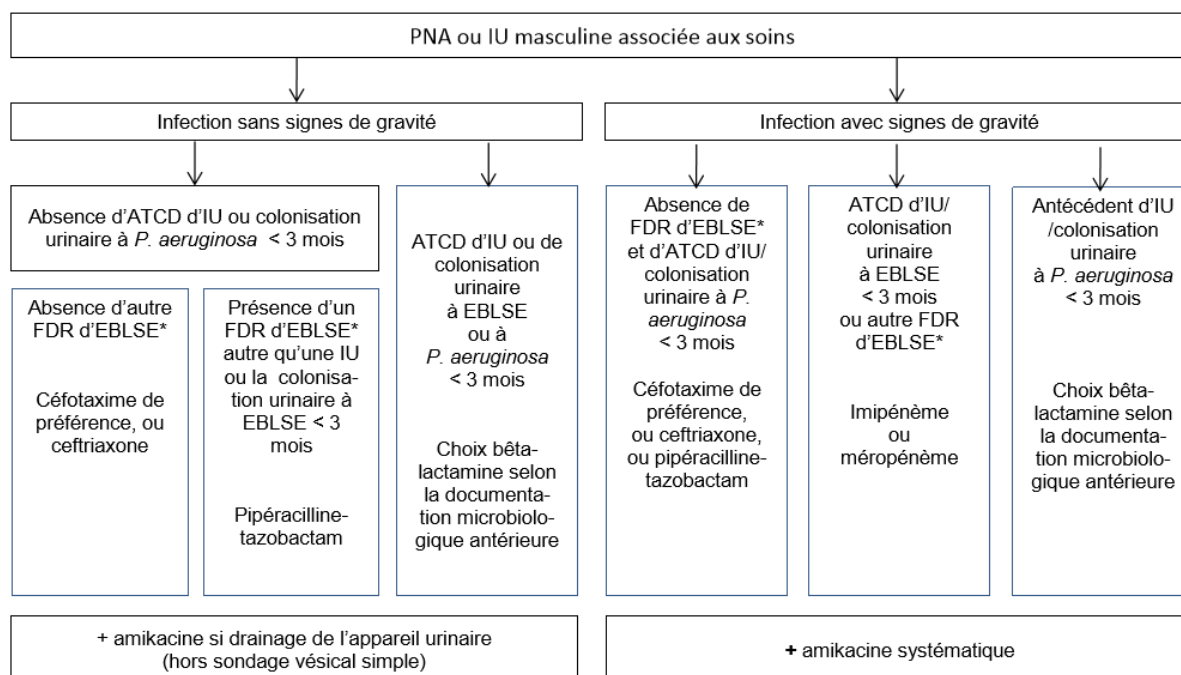 PNA ou IU masculine associée aux soins
Infection sans signes de gravité
Absence d'ATCD d'IU ou colonisation
urinaire à P. aeruginosa < 3 mois
Absence d'autre
FDR d'EBLSE*
Céfotaxime de
préférence, ou
ceftriaxone
Présence d'un
FDR d'EBLSE*
autre qu'une IU
ou la colonisa-
tion urinaire à
EBLSE < 3
mois
Pipéracilline-
tazobactam
ATCD d'IU ou de
colonisation
urinaire
à EBLSE
ou à
P. aeruginosa
< 3 mois
Choix bêta-
lactamine selon
la documenta-
tion microbiolo-
gique antérieure
+ amikacine si drainage de l'appareil urinaire
(hors sondage vésical simple)
Infection avec signes de gravité
Absence de
FDR d'EBLSE*
et d'ATCD d'IU/
colonisation
urinaire à P.
aeruginosa
< 3 mois
Céfotaxime de
préférence,
ou ceftriaxone,
ou pipéracilline-
tazobactam
ATCD d'IU/
colonisation
urinaire
à EBLSE
< 3 mois
ou autre FDR
d'EBLSE*
Imipénème
ou
méropénème
Antécédent d'IU
/colonisation
urinaire
à P. aeruginosa
< 3 mois
Choix bêta-
lactamine selon
la documenta-
tion microbiolo-
gique antérieure
+ amikacine systématique